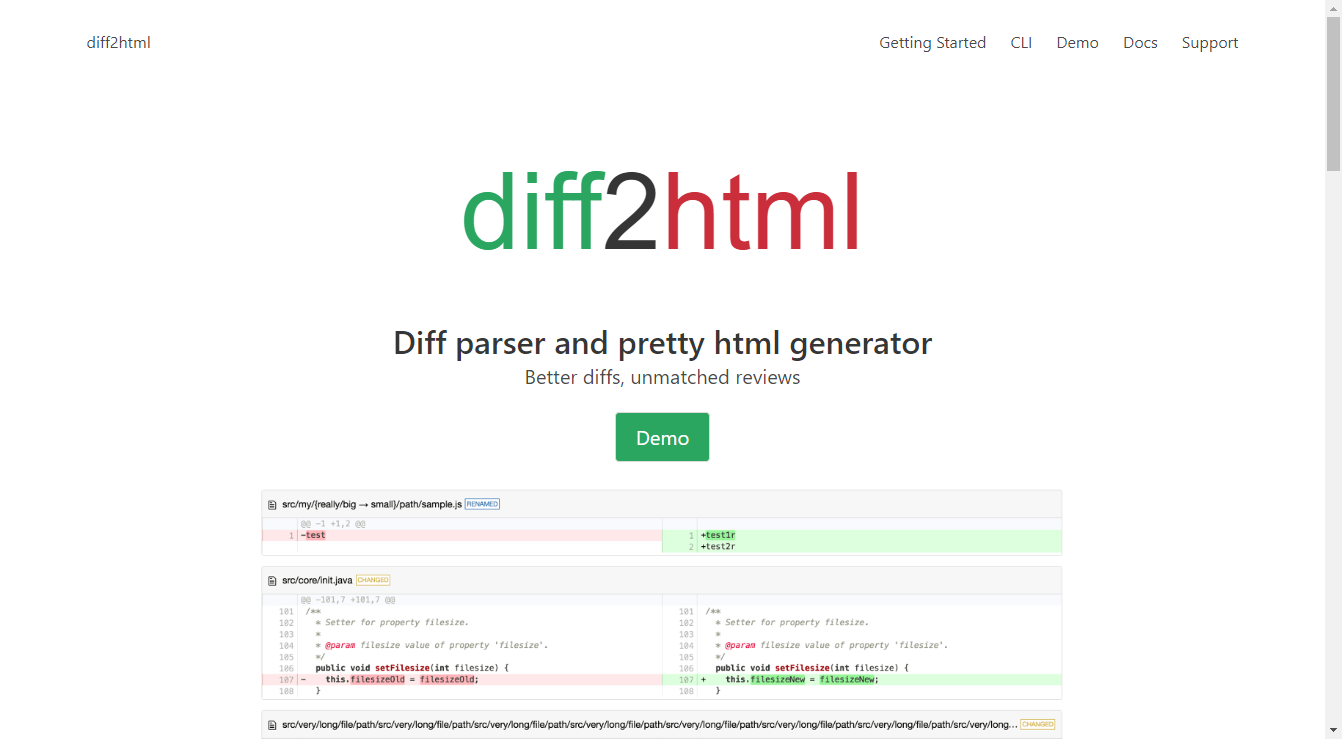 diff2html
Getting Started CLI Demo Docs Support
diff2html
Diff parser and pretty html generator
Better diffs, unmatched reviews
Demo
src/my/{really/big → small}/path/sample.js RENAMED
@@ -1 +1,2 @@
1 -test 1 +test1r
2 +test2r
src/core/init.java CHANGED
@@ -101,7 +101,7 @@
101 /** 101 /**
102 * Setter for property filesize. 102 * Setter for property filesize.
103 * 103 *
104 * @param filesize value of property 'filesize'. 104 * @param filesize value of property 'filesize'.
105 */ 105 */
106 public void setFilesize(int filesize) { 106 public void setFilesize(int filesize) {
107 - this.filesizeOld = filesizeOld; 107 + this.filesizeNew = filesizeNew;
108 } 108 }
src/very/long/file/path/src/very/long/file/path/src/very/long/file/path/src/very/long/file/path/src/very/long/file/path/src/very/long/file/path/src/very/long/file/path/src/very/long... CHANGED